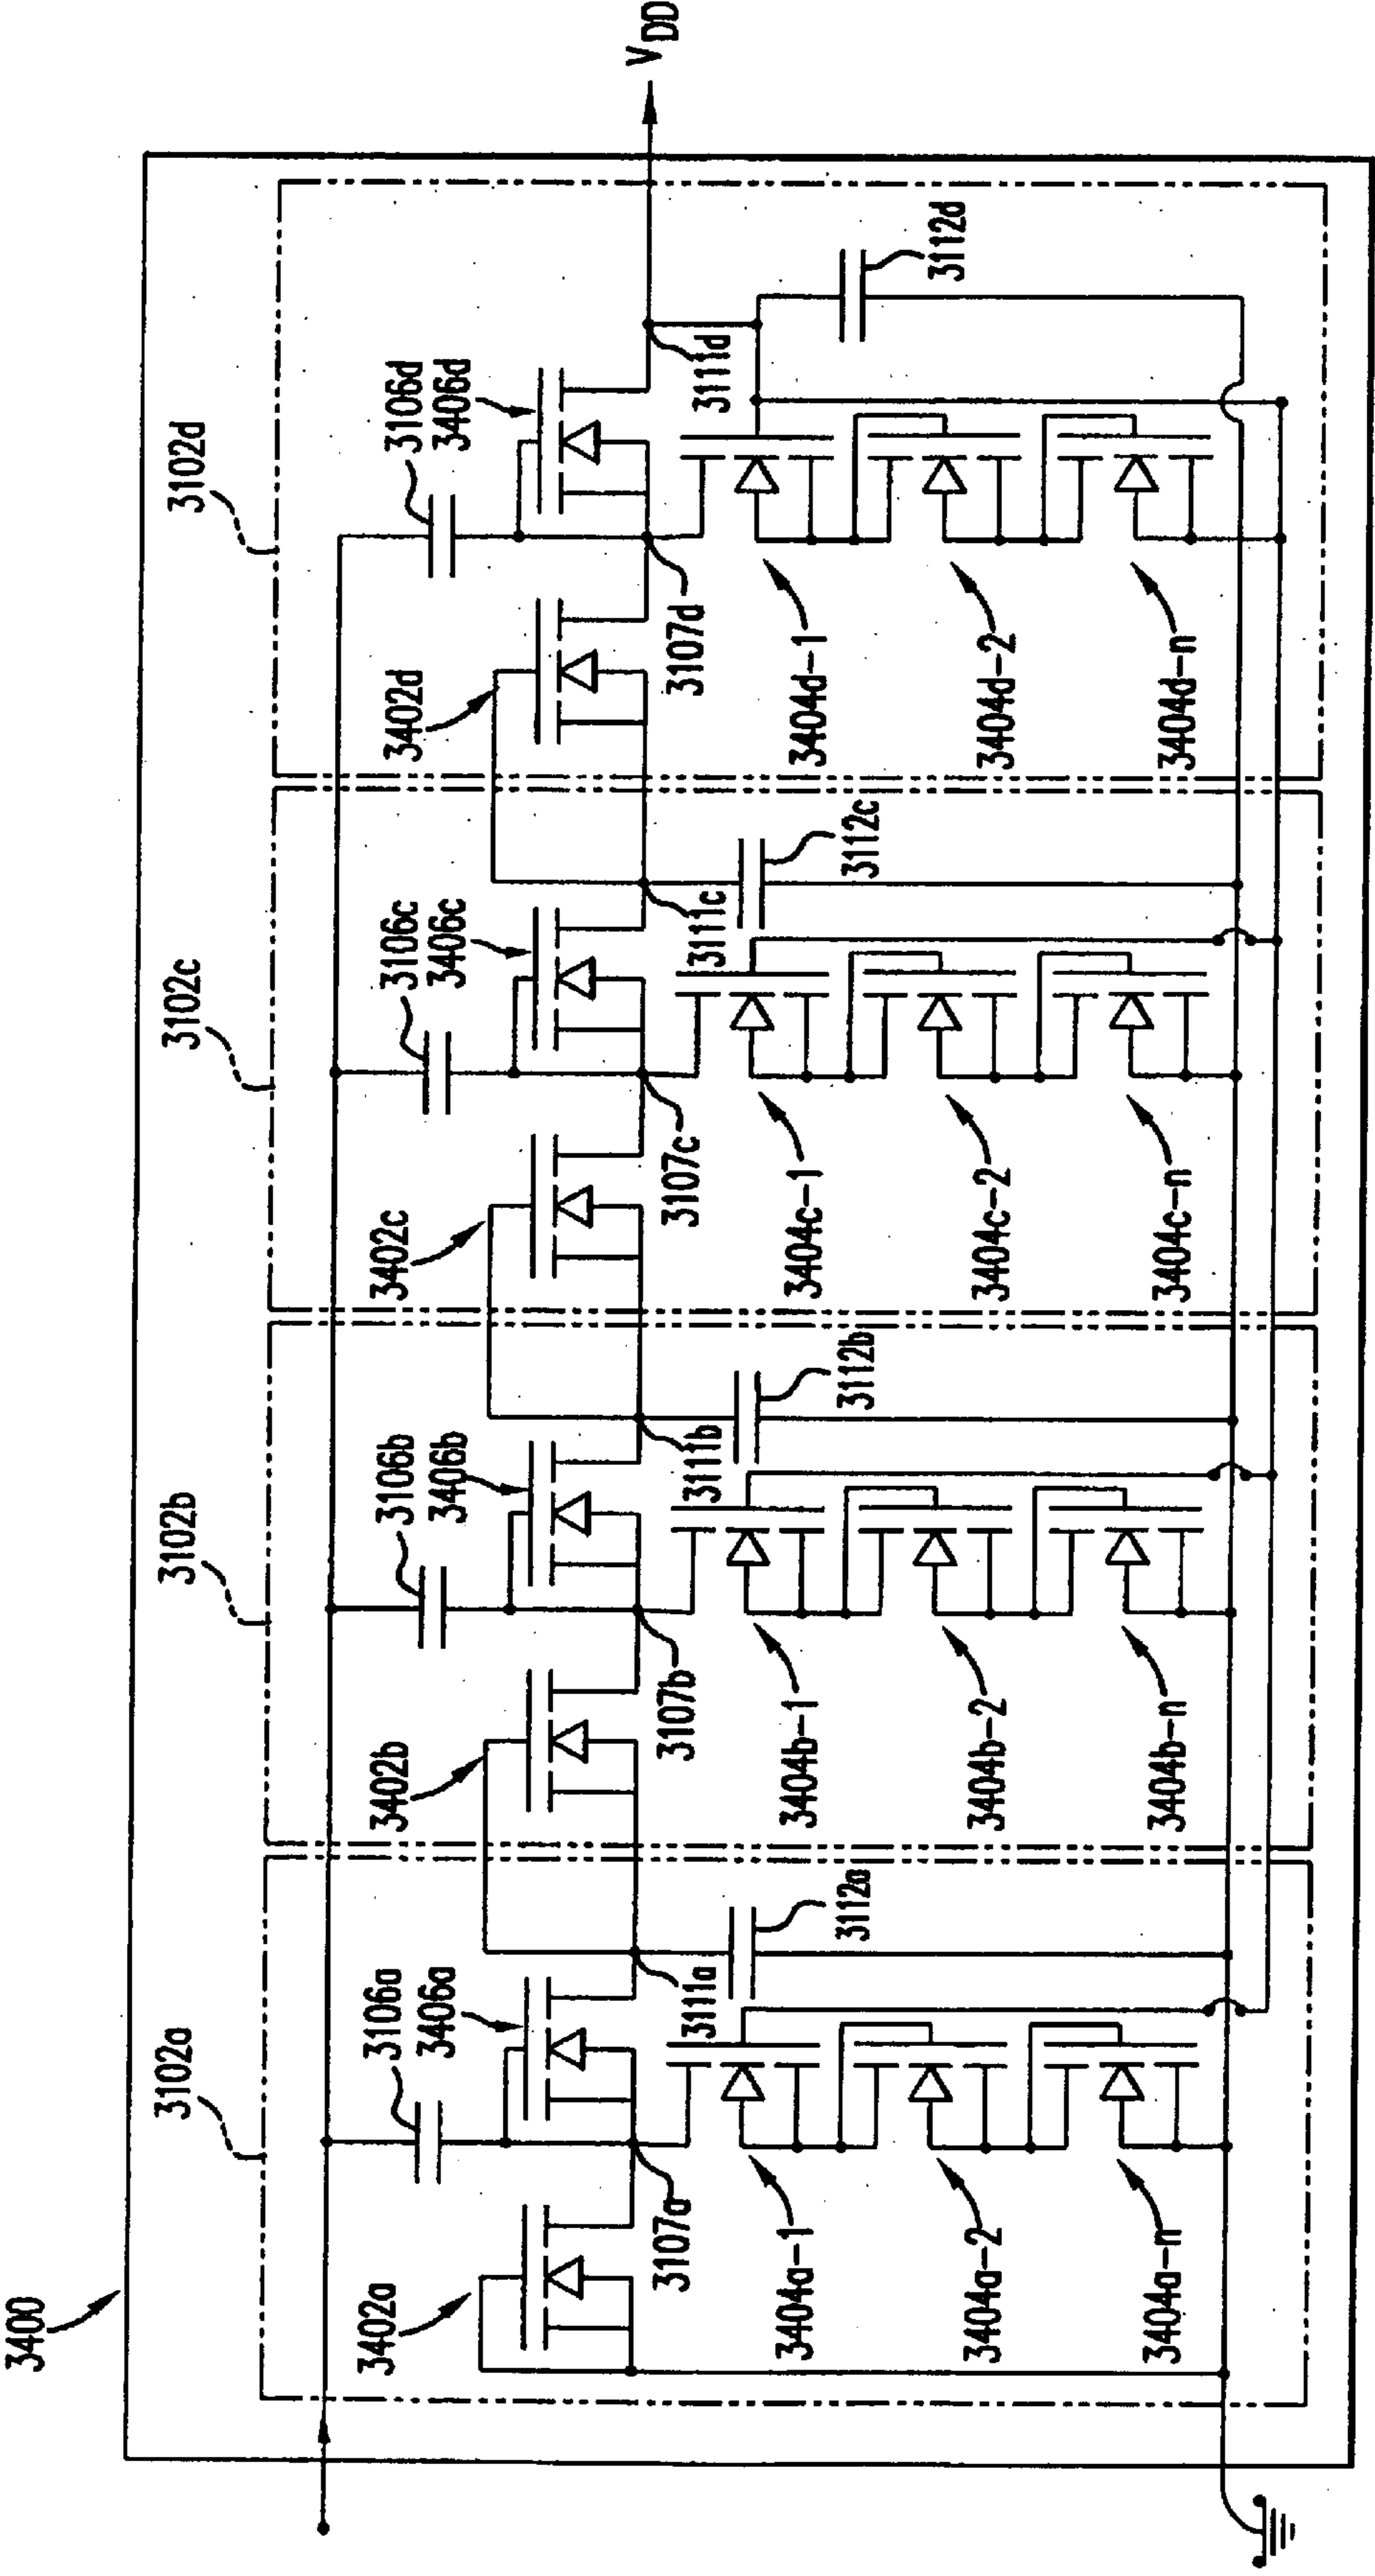 3400
3102a
3102b
3102c
3102d
3106a
3406a
3106b
3406b
3106c
3406c
3106d
3406d
3402a
3402b
3402c
3402d
V_DD
3107a
3111a
3112a
3107b
3111b
3112b
3107c
3111c
3112c
3107d
3111d
3112d
3404a-1
3404b-1
3404c-1
3404d-1
3404a-2
3404b-2
3404c-2
3404d-2
3404a-n
3404b-n
3404c-n
3404d-n